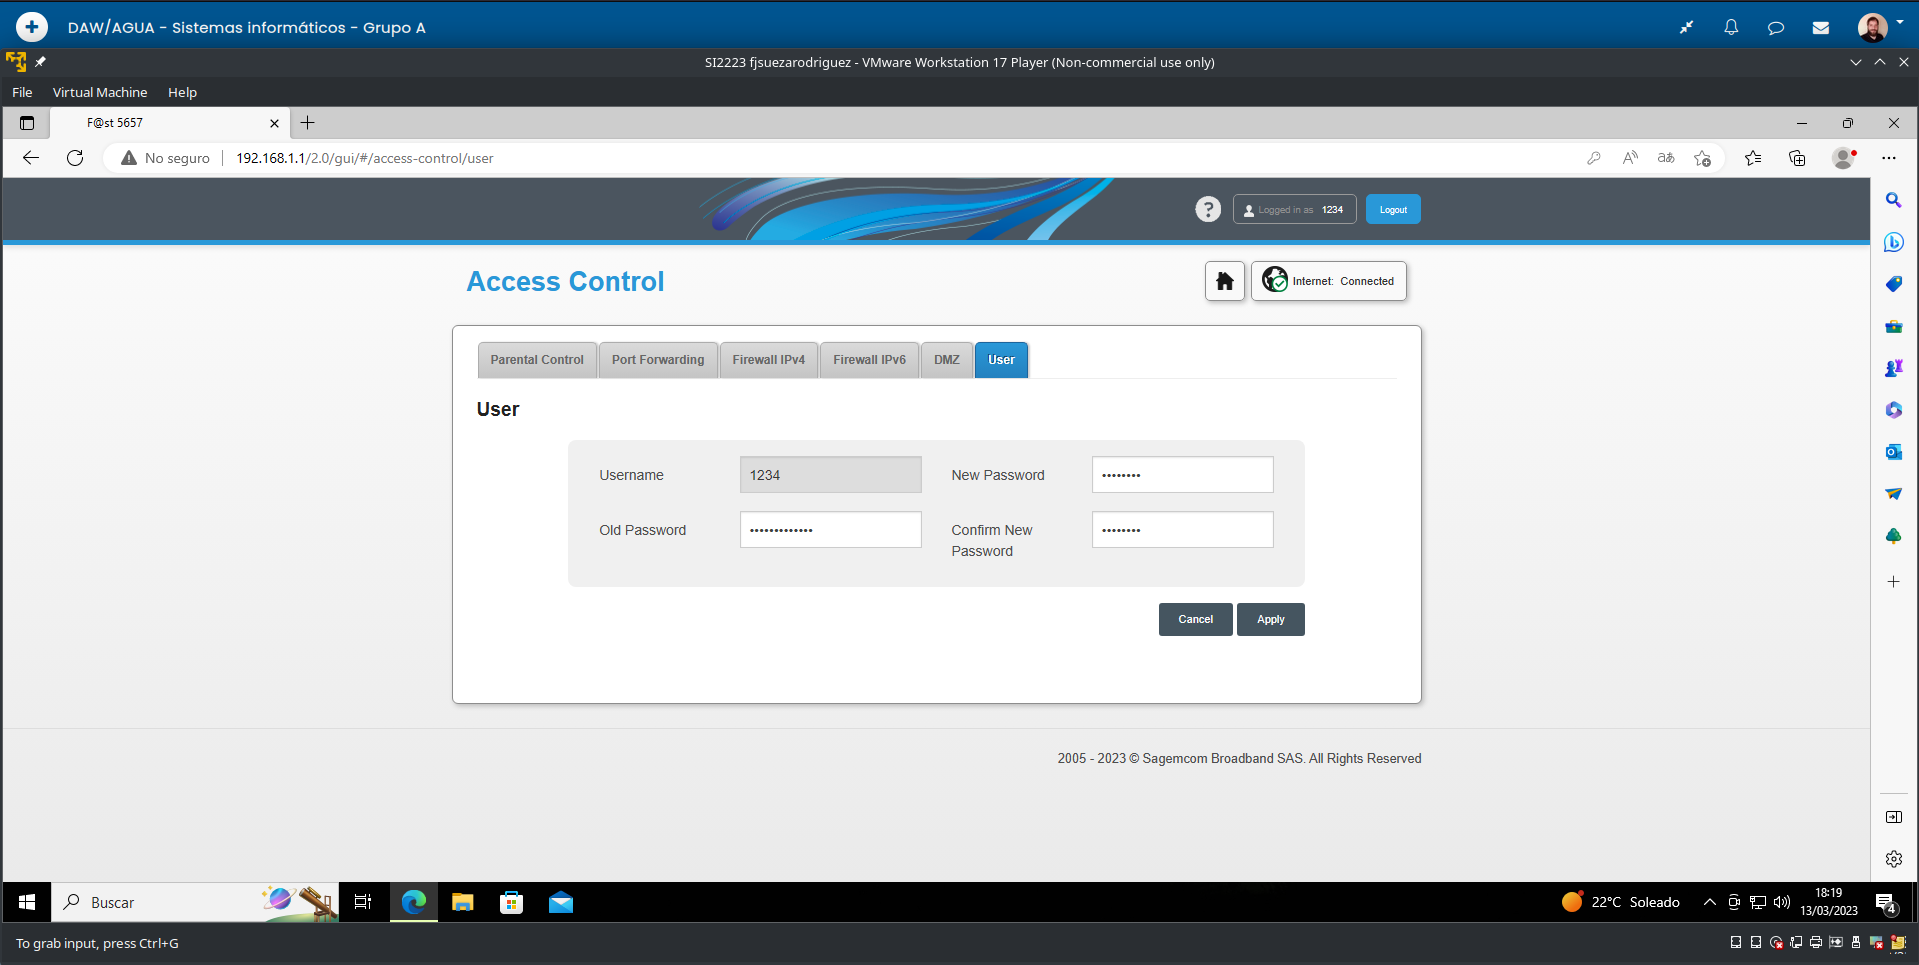 DAW/AGUA - Sistemas informáticos - Grupo A
SI2223 fjsuezarodriguez - VMware Workstation 17 Player (Non-commercial use only)
File Virtual Machine Help
F@st 5657
No seguro 192.168.1.1/2.0/gui/#/access-control/user
Logged in as 1234 Logout
Access Control
Internet: Connected
Parental Control Port Forwarding Firewall IPv4 Firewall IPv6 DMZ User
User
Username 1234 New Password ••••••••
Old Password ••••••••••••• Confirm New Password ••••••••
Cancel Apply
2005 - 2023 © Sagemcom Broadband SAS. All Rights Reserved
Buscar
22°C Soleado
18:19
13/03/2023
4
To grab input, press Ctrl+G